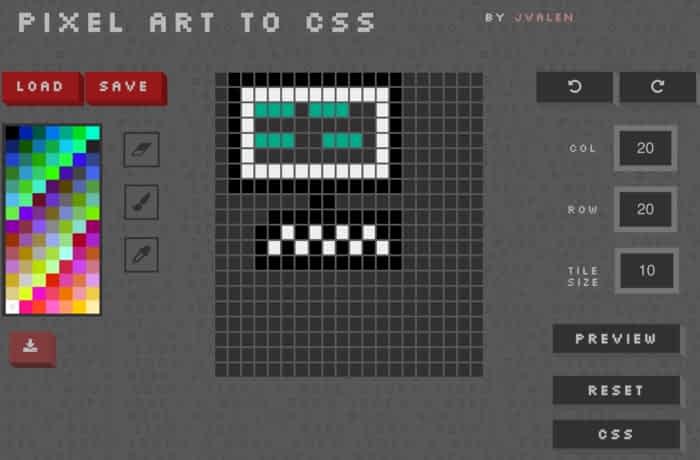 PIXEL ART TO CSS
BY JVALEN
LOAD
SAVE
COL
20
ROW
20
TILE
SIZE
10
PREVIEW
RESET
CSS